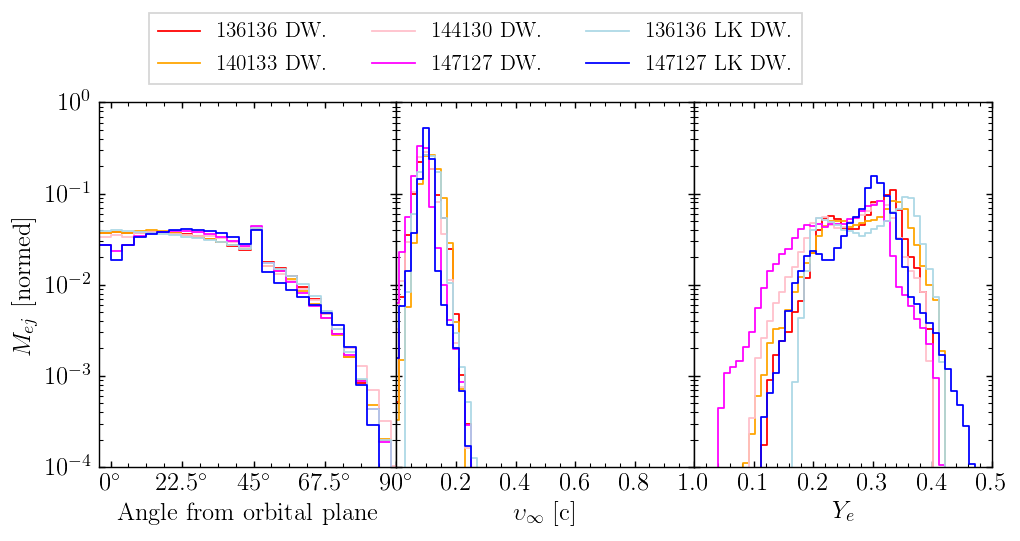 136136 DW. 144130 DW. 136136 LK DW.
140133 DW. 147127 DW. 147127 LK DW.
10⁰
10⁻¹
10⁻²
10⁻³
10⁻⁴
M_ej [normed]
0° 22.5° 45° 67.5° 90° 0.2 0.4 0.6 0.8 1.0 0.1 0.2 0.3 0.4 0.5
Angle from orbital plane υ_∞ [c] Y_e